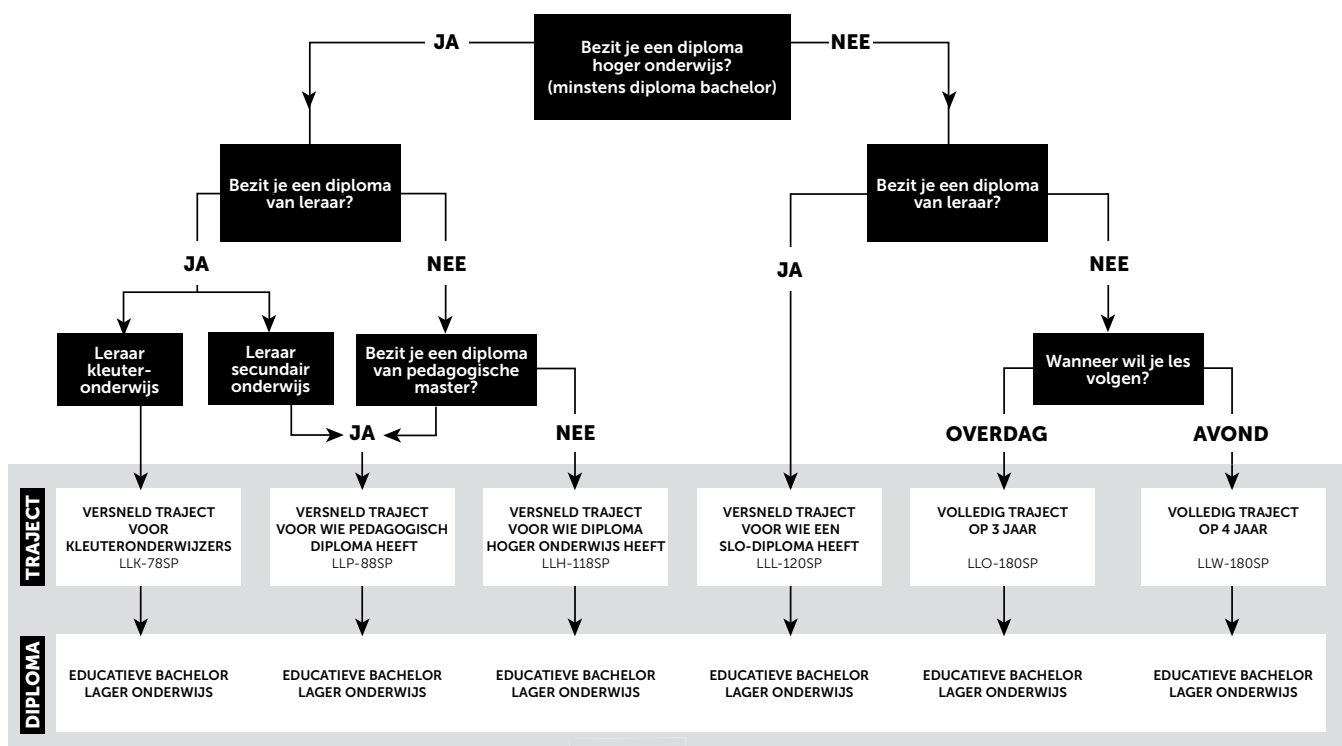 JA
Bezit je een diploma
hoger onderwijs?
(minstens diploma bachelor)
NEE
Bezit je een diploma
van leraar?
Bezit je een diploma
van leraar?
JA
NEE
JA
NEE
Leraar
kleuter-
onderwijs
Leraar
secundair
onderwijs
Bezit je een diploma
van pedagogische
master?
Wanneer wil je les
volgen?
JA
NEE
OVERDAG
AVOND
TRAJECT
VERSNELD TRAJECT
VOOR
KLEUTERONDERWIJZERS
LLK-78SP
VERSNELD TRAJECT
VOOR WIE PEDAGOGISCH
DIPLOMA HEEFT
LLP-88SP
VERSNELD TRAJECT
VOOR WIE DIPLOMA
HOGER ONDERWIJS HEEFT
LLH-118SP
VERSNELD TRAJECT
VOOR WIE EEN
SLO-DIPLOMA HEEFT
LLL-120SP
VOLLEDIG TRAJECT
OP 3 JAAR
LLO-180SP
VOLLEDIG TRAJECT
OP 4 JAAR
LLW-180SP
DIPLOMA
EDUCATIEVE BACHELOR
LAGER ONDERWIJS
EDUCATIEVE BACHELOR
LAGER ONDERWIJS
EDUCATIEVE BACHELOR
LAGER ONDERWIJS
EDUCATIEVE BACHELOR
LAGER ONDERWIJS
EDUCATIEVE BACHELOR
LAGER ONDERWIJS
EDUCATIEVE BACHELOR
LAGER ONDERWIJS